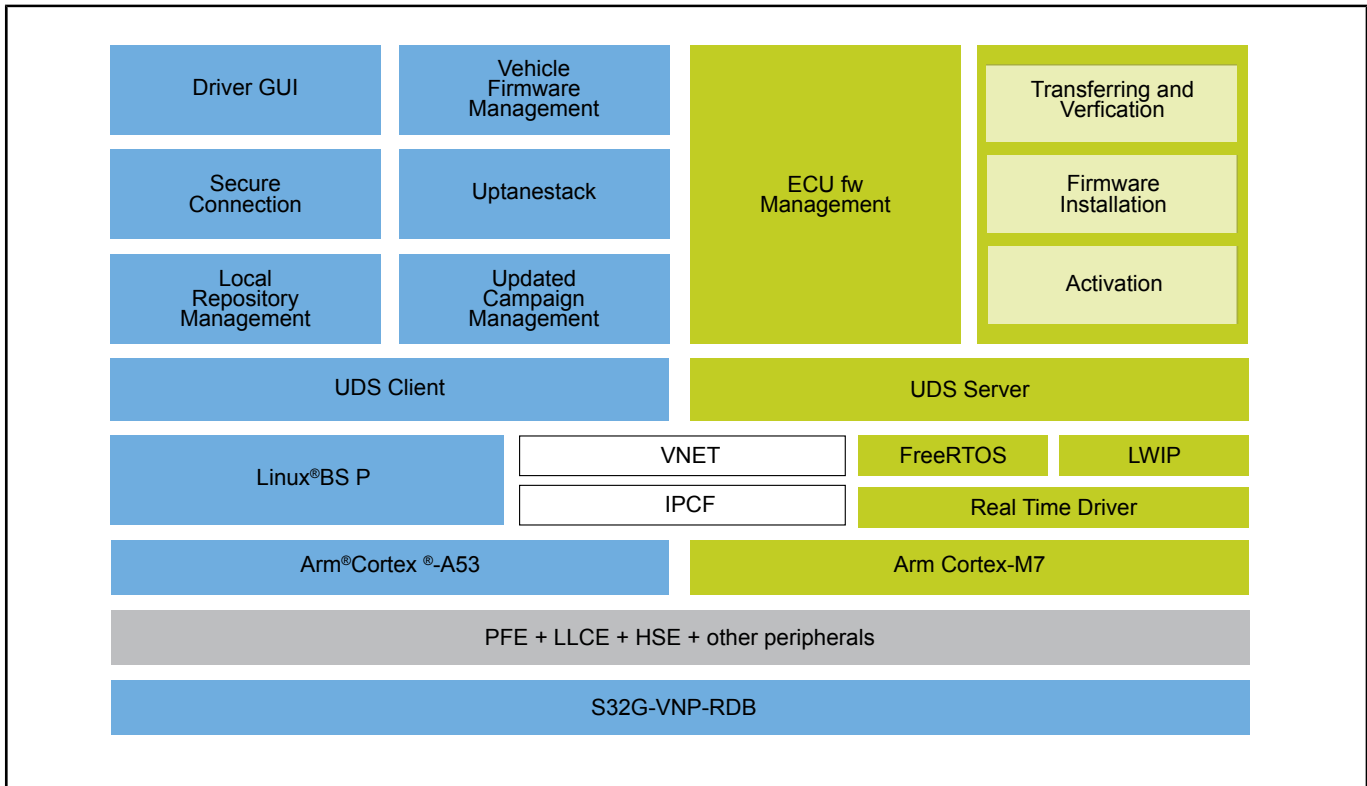 Driver GUI
Vehicle
Firmware
Management
Transferring and
Verfication
Secure
Connection
Uptanestack
ECU fw
Management
Firmware
Installation
Local
Repository
Management
Updated
Campaign
Management
Activation
UDS Client
UDS Server
Linux®BS P
VNET
FreeRTOS
LWIP
IPCF
Real Time Driver
Arm®Cortex ®-A53
Arm Cortex-M7
PFE + LLCE + HSE + other peripherals
S32G-VNP-RDB